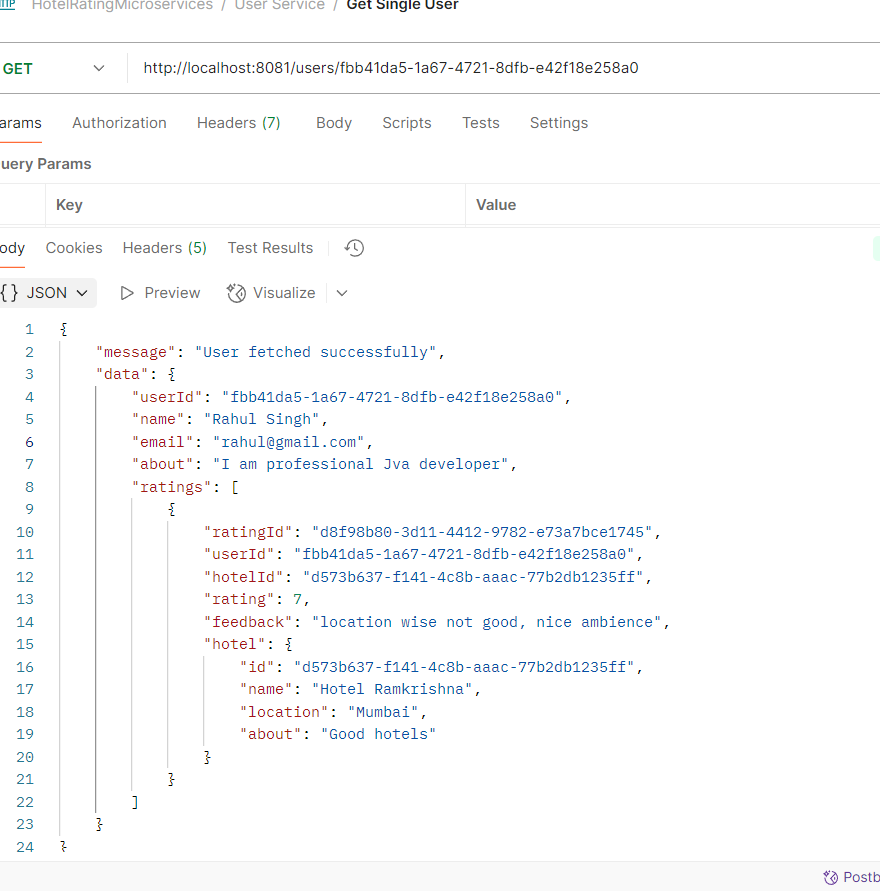 HotelRatingMicroservices / User Service / Get Single User
GET http://localhost:8081/users/fbb41da5-1a67-4721-8dfb-e42f18e258a0
arams Authorization Headers (7) Body Scripts Tests Settings
uery Params
Key Value
ody Cookies Headers (5) Test Results
{} JSON Preview Visualize
1 {
2 "message": "User fetched successfully",
3 "data": {
4 "userId": "fbb41da5-1a67-4721-8dfb-e42f18e258a0",
5 "name": "Rahul Singh",
6 "email": "rahul@gmail.com",
7 "about": "I am professional Jva developer",
8 "ratings": [
9 {
10 "ratingId": "d8f98b80-3d11-4412-9782-e73a7bce1745",
11 "userId": "fbb41da5-1a67-4721-8dfb-e42f18e258a0",
12 "hotelId": "d573b637-f141-4c8b-aaac-77b2db1235ff",
13 "rating": 7,
14 "feedback": "location wise not good, nice ambience",
15 "hotel": {
16 "id": "d573b637-f141-4c8b-aaac-77b2db1235ff",
17 "name": "Hotel Ramkrishna",
18 "location": "Mumbai",
19 "about": "Good hotels"
20 }
21 }
22 ]
23 }
24 }
Postb